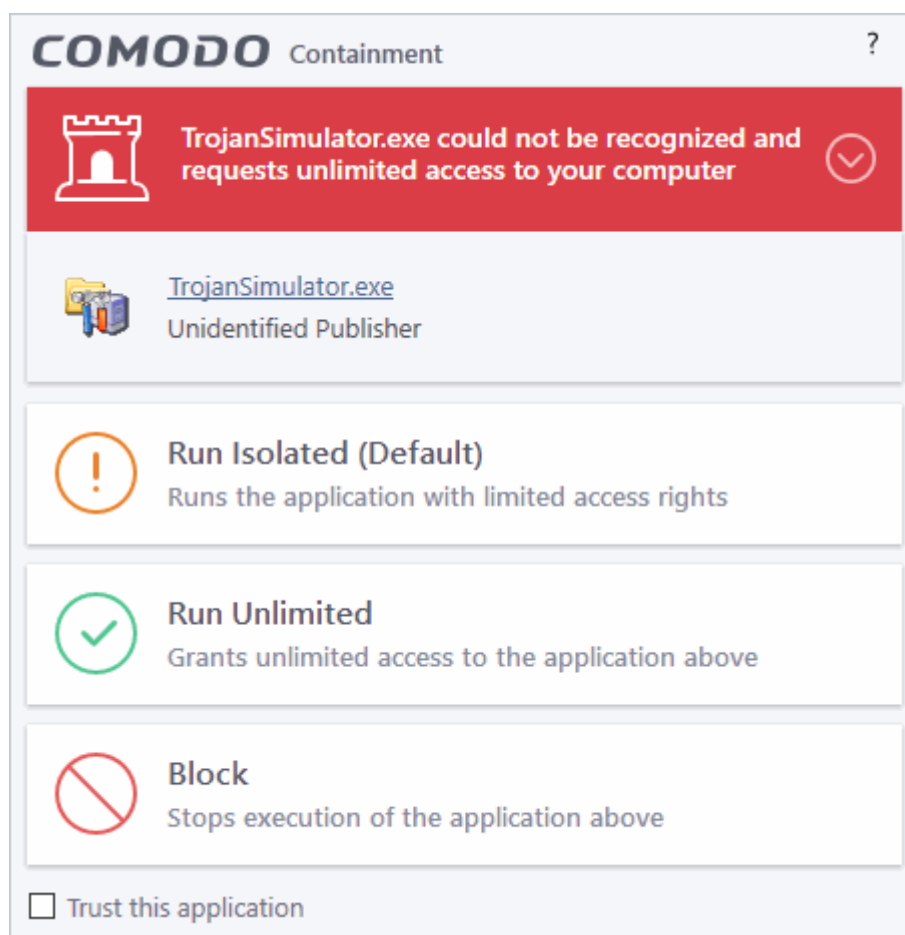 COMODO Containment ?
TrojanSimulator.exe could not be recognized and
requests unlimited access to your computer
TrojanSimulator.exe
Unidentified Publisher
Run Isolated (Default)
Runs the application with limited access rights
Run Unlimited
Grants unlimited access to the application above
Block
Stops execution of the application above
Trust this application